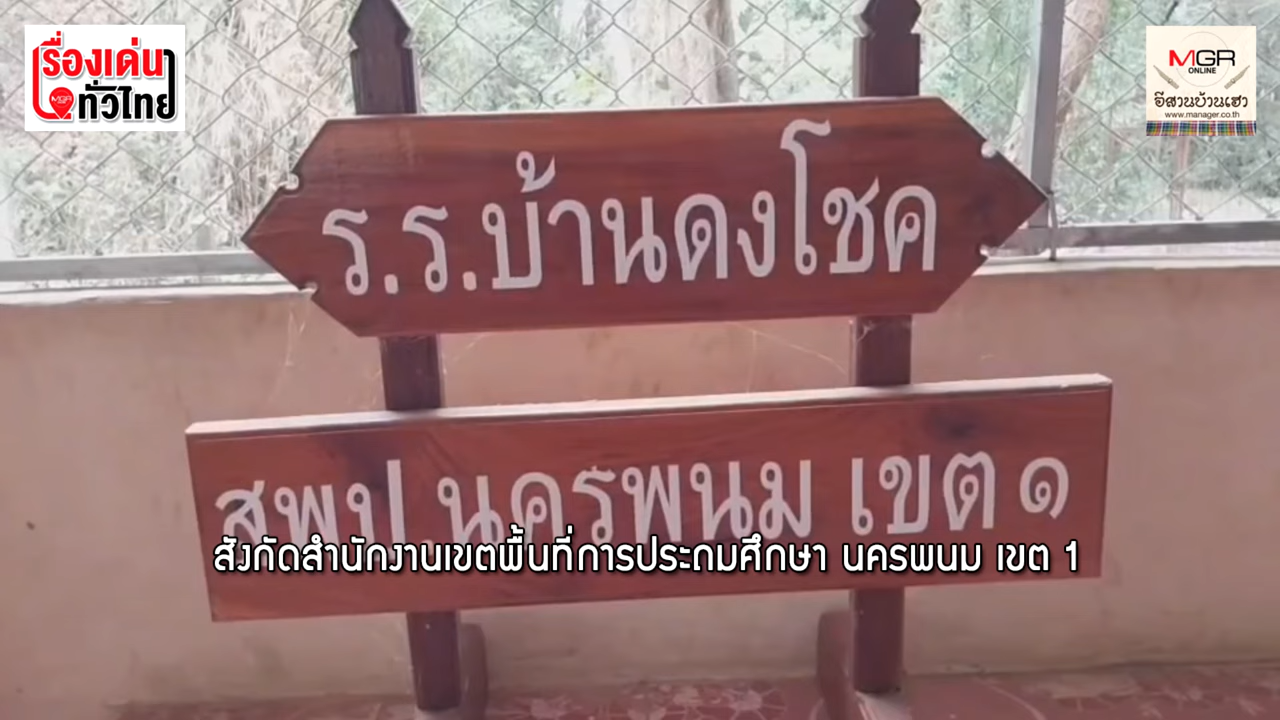 เรื่องเด่น
MGR
ทั่วไทย
MGR
ONLINE
อีสานบ้านเฮา
www.manager.co.th
ร.ร.บ้านดงโชค
สพป.นครพนม เขต ๑
สังกัดสำนักงานเขตพื้นที่การประถมศึกษา นครพนม เขต 1